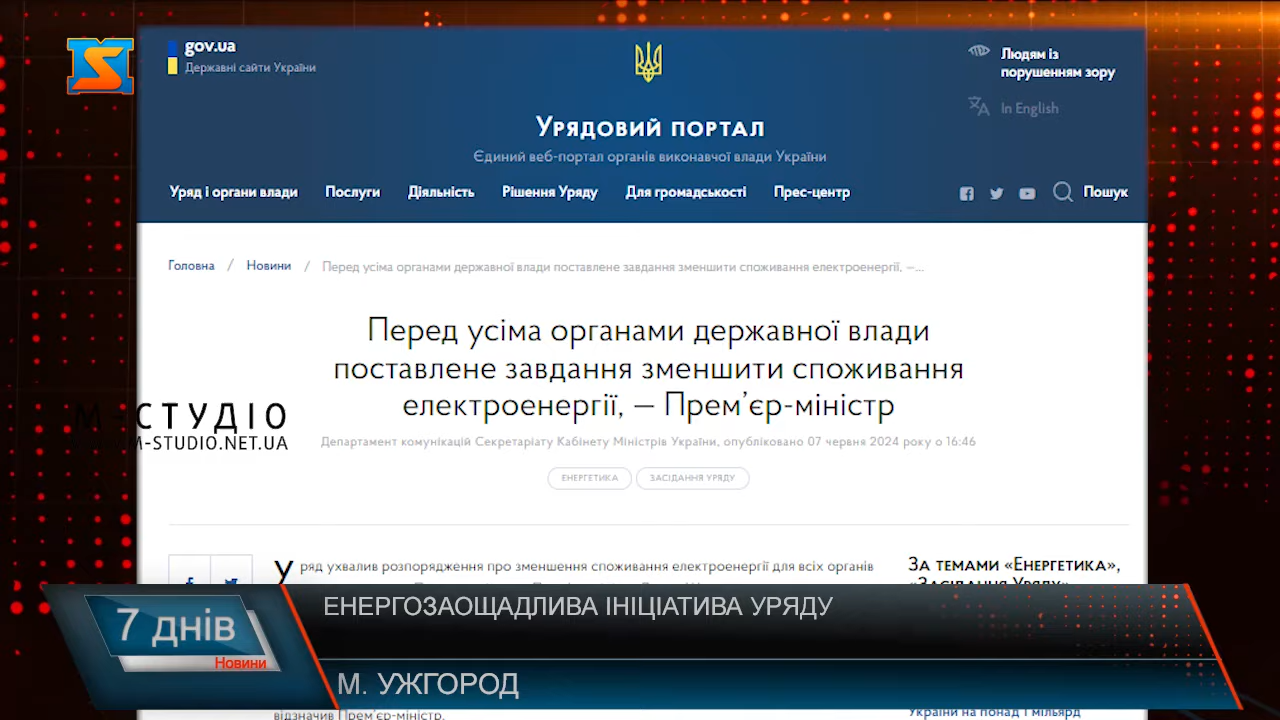 gov.ua
Державні сайти України
Людям із
порушенням зору
In English
Урядовий портал
Єдиний веб-портал органів виконавчої влади України
Уряд і органи влади Послуги Діяльність Рішення Уряду Для громадськості Прес-центр Пошук
Головна / Новини / Перед усіма органами державної влади поставлене завдання зменшити споживання електроенергії, —...
Перед усіма органами державної влади
поставлене завдання зменшити споживання
електроенергії, — Прем’єр-міністр
М-СТУДІО
M-STUDIO.NET.UA
Департамент комунікацій Секретаріату Кабінету Міністрів України, опубліковано 07 червня 2024 року о 16:46
ЕНЕРГЕТИКА ЗАСІДАННЯ УРЯДУ
Уряд ухвалив розпорядження про зменшення споживання електроенергії для всіх органів
За темами «Енергетика»,
«Засідання Уряду»
7 днів
Новини
ЕНЕРГОЗАОЩАДЛИВА ІНІЦІАТИВА УРЯДУ
М. УЖГОРОД
відзначив Прем’єр-міністр.
України на понад 1 мільярд